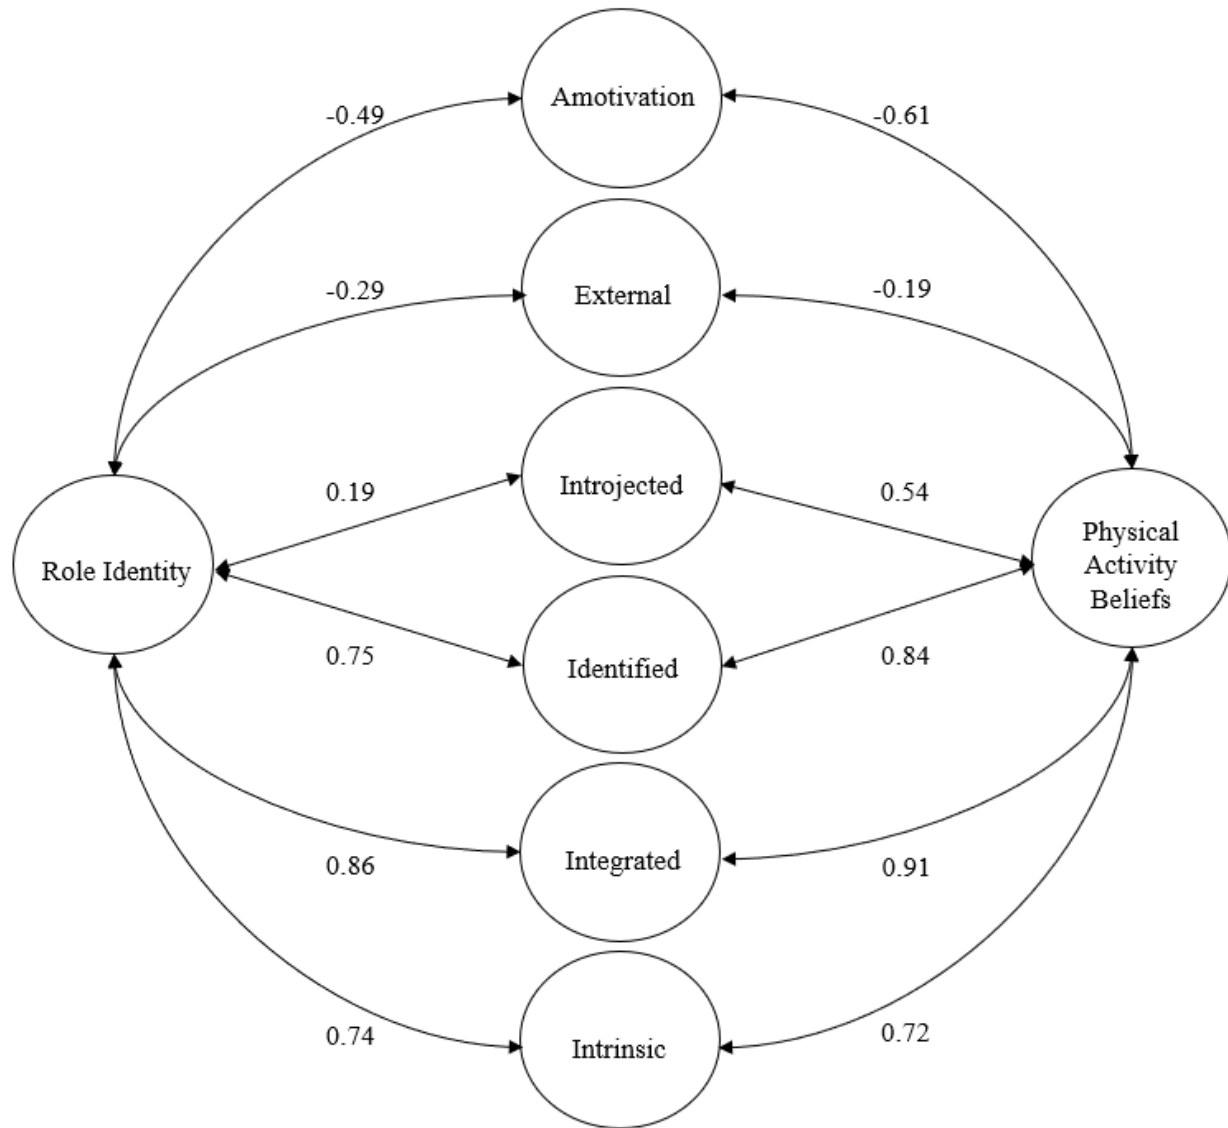 Amotivation
-0.49
-0.61
External
-0.29
-0.19
Introjected
0.19
0.54
Role Identity
Physical
Activity
Beliefs
Identified
0.75
0.84
Integrated
0.86
0.91
Intrinsic
0.74
0.72